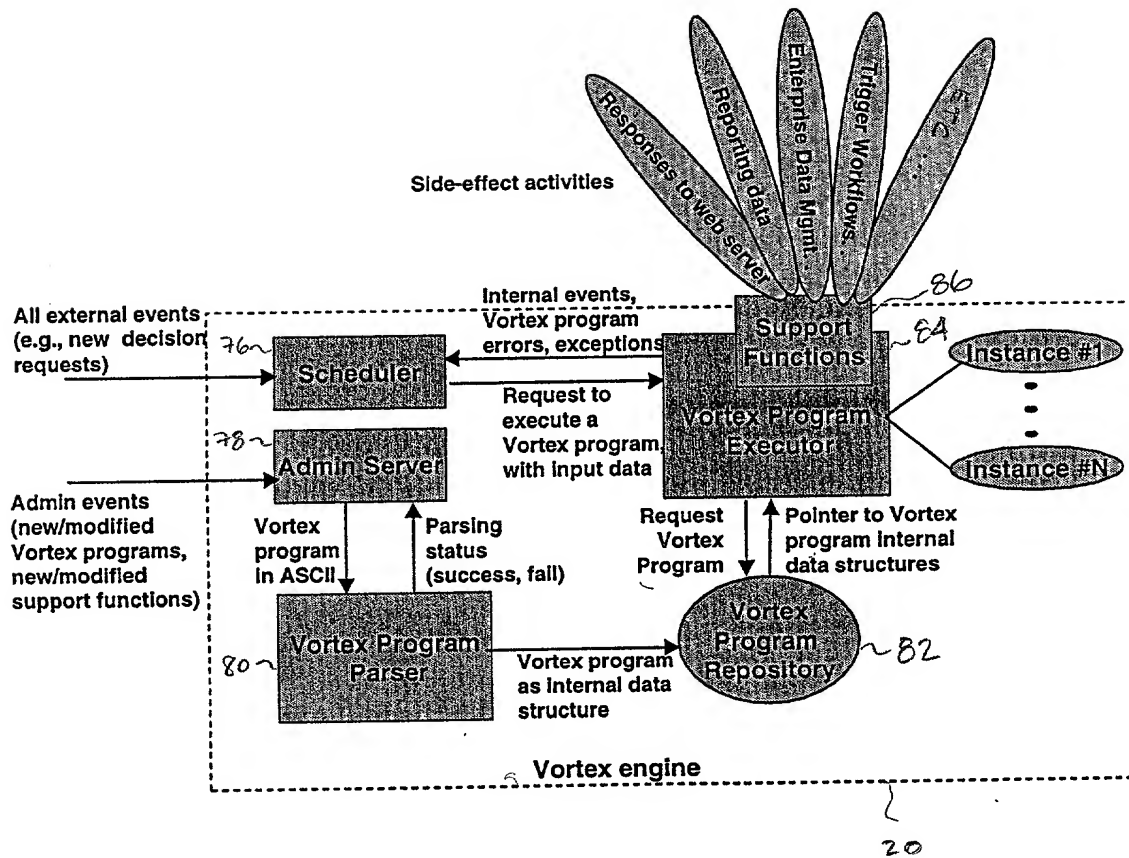 Responses to web server
Reporting data
Enterprise Data Mgmt. . .
Trigger Workflows. . .
ETC . . .
Side-effect activities
86
84
All external events
(e.g., new decision
requests)
76
Scheduler
Internal events,
Vortex program
errors, exceptions
Request to
execute a
Vortex program,
with input data
Support
Functions
Vortex Program
Executor
Instance #1
Instance #N
78
Admin Server
Admin events
(new/modified
Vortex programs,
new/modified
support functions)
Vortex
program
in ASCII
Parsing
status
(success, fail)
Request
Vortex
Program
Pointer to Vortex
program internal
data structures
80
Vortex Program
Parser
Vortex program
as internal data
structure
Vortex
Program
Repository
82
Vortex engine
20